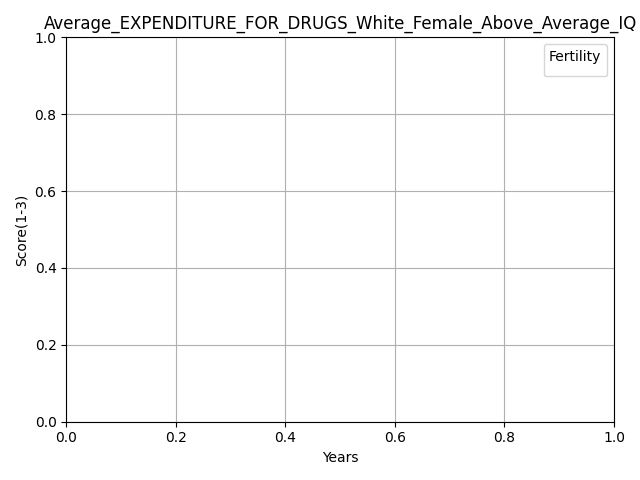 Average_EXPENDITURE_FOR_DRUGS_White_Female_Above_Average_IQ
Fertility
Score(1-3)
1.0
0.8
0.6
0.4
0.2
0.0
0.0 0.2 0.4 0.6 0.8 1.0
Years